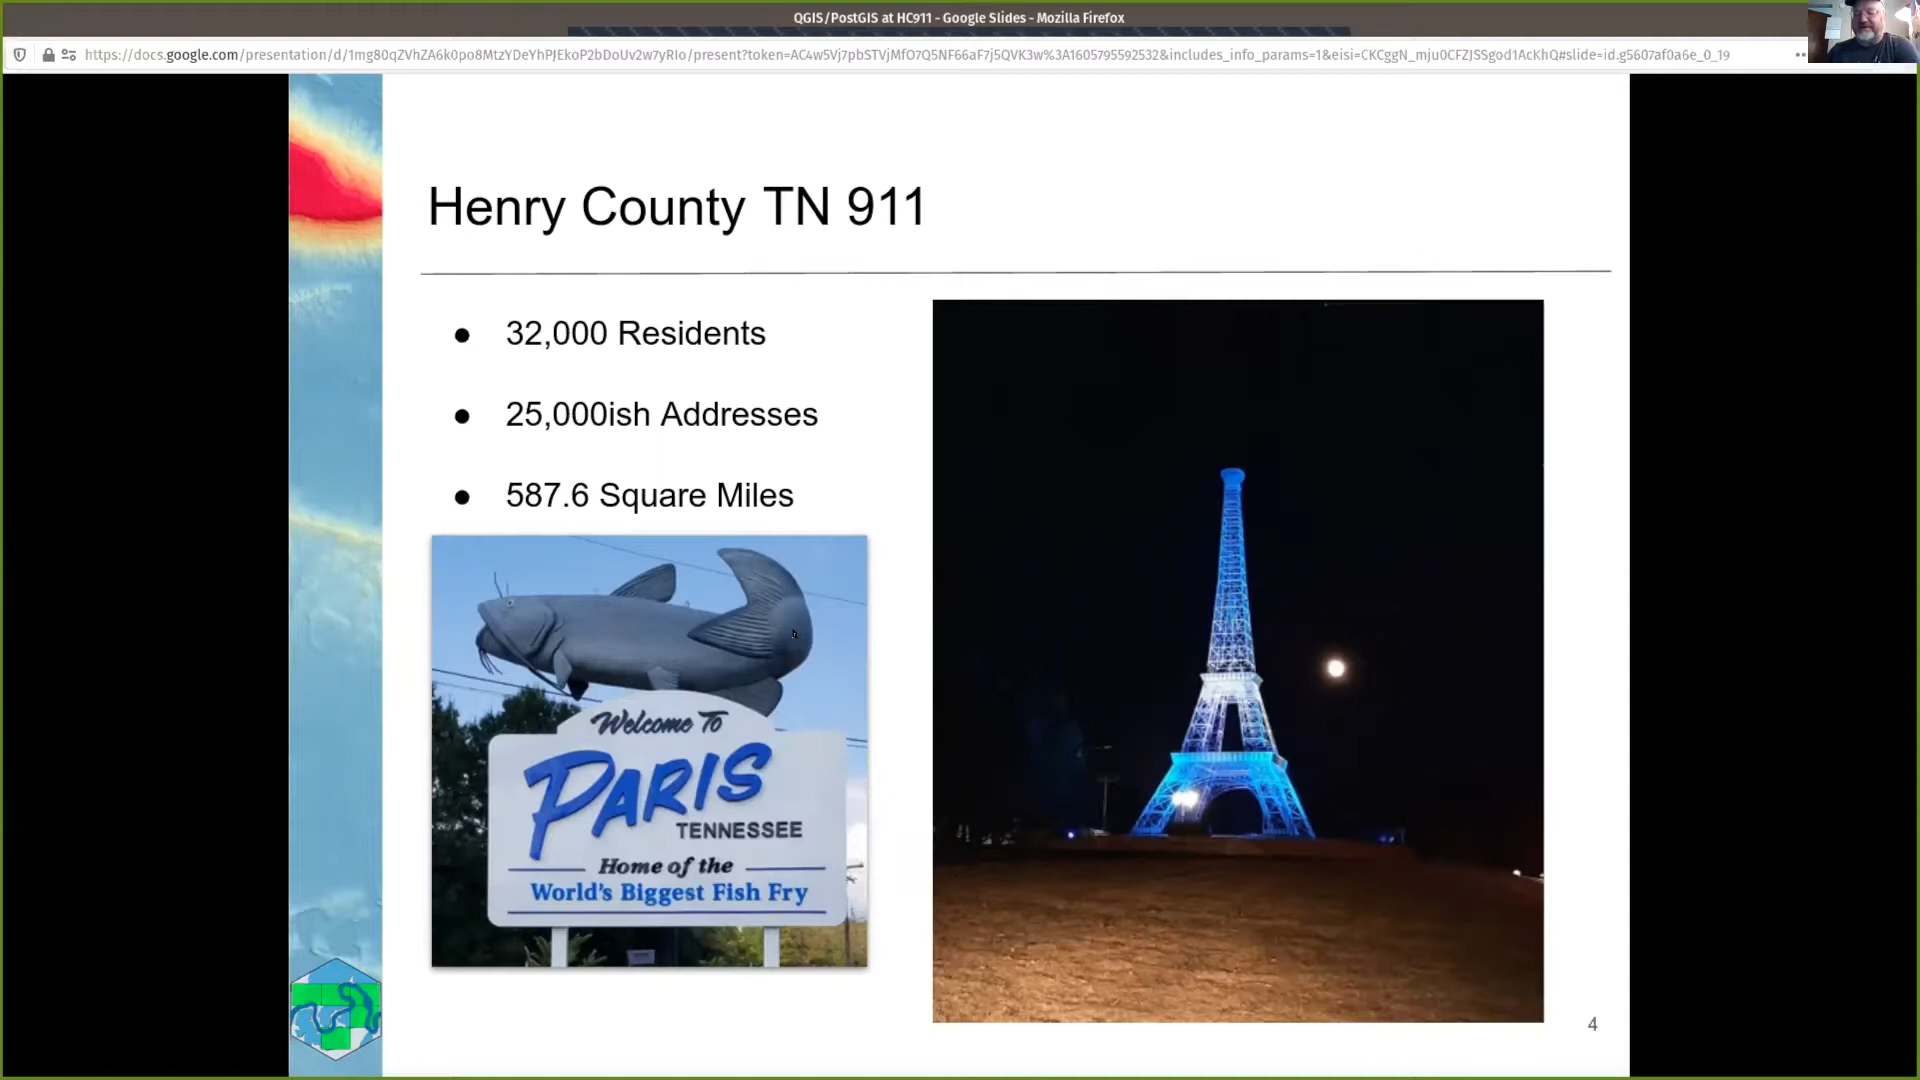 QGIS/PostGIS at HC911 - Google Slides - Mozilla Firefox
https://docs.google.com/presentation/d/1mg80qZVhZA6k0po8MtzYDeYhPJEkoP2bDoUv2w7yRIo/present?token=AC4w5Vj7pbSTVjMfO7Q5NF66aF7j5QVK3w%3A1605795592532&includes_info_params=1&eisi=CKCggN_mju0CFZJSSgod1AcKhQ#slide=id.g5607af0a6e_0_19
Henry County TN 911
● 32,000 Residents
● 25,000ish Addresses
● 587.6 Square Miles
Welcome To
PARIS
TENNESSEE
Home of the
World's Biggest Fish Fry
4